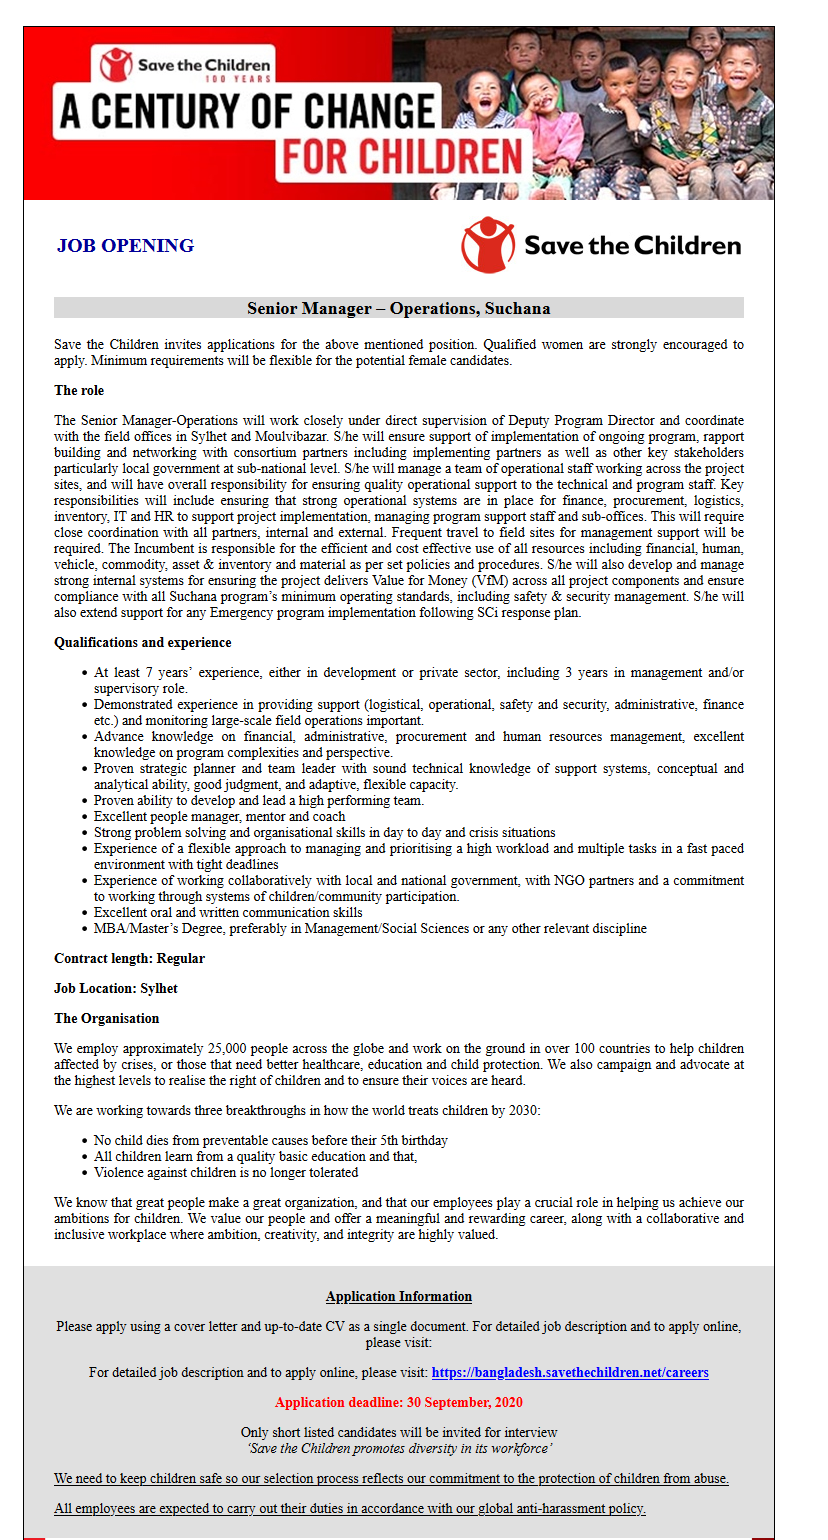 Save the Children
100 YEARS
A CENTURY OF CHANGE
FOR CHILDREN
JOB OPENING
Save the Children
Senior Manager – Operations, Suchana
Save the Children invites applications for the above mentioned position. Qualified women are strongly encouraged to
apply. Minimum requirements will be flexible for the potential female candidates.
The role
The Senior Manager-Operations will work closely under direct supervision of Deputy Program Director and coordinate
with the field offices in Sylhet and Moulvibazar. S/he will ensure support of implementation of ongoing program, rapport
building and networking with consortium partners including implementing partners as well as other key stakeholders
particularly local government at sub-national level. S/he will manage a team of operational staff working across the project
sites, and will have overall responsibility for ensuring quality operational support to the technical and program staff. Key
responsibilities will include ensuring that strong operational systems are in place for finance, procurement, logistics,
inventory, IT and HR to support project implementation, managing program support staff and sub-offices. This will require
close coordination with all partners, internal and external. Frequent travel to field sites for management support will be
required. The Incumbent is responsible for the efficient and cost effective use of all resources including financial, human,
vehicle, commodity, asset & inventory and material as per set policies and procedures. S/he will also develop and manage
strong internal systems for ensuring the project delivers Value for Money (VfM) across all project components and ensure
compliance with all Suchana program’s minimum operating standards, including safety & security management. S/he will
also extend support for any Emergency program implementation following SCi response plan.
Qualifications and experience
• At least 7 years’ experience, either in development or private sector, including 3 years in management and/or
supervisory role.
• Demonstrated experience in providing support (logistical, operational, safety and security, administrative, finance
etc.) and monitoring large-scale field operations important.
• Advance knowledge on financial, administrative, procurement and human resources management, excellent
knowledge on program complexities and perspective.
• Proven strategic planner and team leader with sound technical knowledge of support systems, conceptual and
analytical ability, good judgment, and adaptive, flexible capacity.
• Proven ability to develop and lead a high performing team.
• Excellent people manager, mentor and coach
• Strong problem solving and organisational skills in day to day and crisis situations
• Experience of a flexible approach to managing and prioritising a high workload and multiple tasks in a fast paced
environment with tight deadlines
• Experience of working collaboratively with local and national government, with NGO partners and a commitment
to working through systems of children/community participation.
• Excellent oral and written communication skills
• MBA/Master’s Degree, preferably in Management/Social Sciences or any other relevant discipline
Contract length: Regular
Job Location: Sylhet
The Organisation
We employ approximately 25,000 people across the globe and work on the ground in over 100 countries to help children
affected by crises, or those that need better healthcare, education and child protection. We also campaign and advocate at
the highest levels to realise the right of children and to ensure their voices are heard.
We are working towards three breakthroughs in how the world treats children by 2030:
• No child dies from preventable causes before their 5th birthday
• All children learn from a quality basic education and that,
• Violence against children is no longer tolerated
We know that great people make a great organization, and that our employees play a crucial role in helping us achieve our
ambitions for children. We value our people and offer a meaningful and rewarding career, along with a collaborative and
inclusive workplace where ambition, creativity, and integrity are highly valued.
Application Information
Please apply using a cover letter and up-to-date CV as a single document. For detailed job description and to apply online,
please visit:
For detailed job description and to apply online, please visit: https://bangladesh.savethechildren.net/careers
Application deadline: 30 September, 2020
Only short listed candidates will be invited for interview
‘Save the Children promotes diversity in its workforce’
We need to keep children safe so our selection process reflects our commitment to the protection of children from abuse.
All employees are expected to carry out their duties in accordance with our global anti-harassment policy.